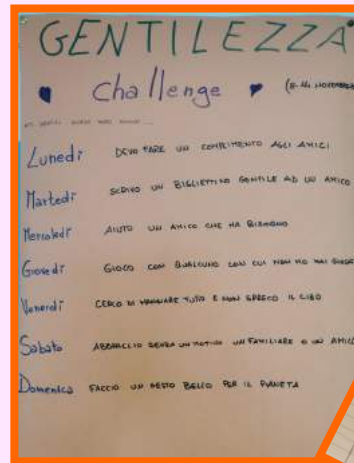 GENTILEZZA
Challenge (8-14 NOVEMBRE
Lunedì DEVO FARE UN COMPLIMENTO AGLI AMICI
Martedì SCRIVO UN BIGLIETTINO GENTILE AD UN AMICO
Mercoledì AIUTO UN AMICO CHE HA BISOGNO
Giovedì GIOCO CON QUALCUNO CON CUI NON HO MAI
Venerdì CERCO DI MANGIARE TUTTO E NON SPRECO IL CIBO
Sabato ABBRACCIO SENZA UN MOTIVO UN FAMILIARE O UN AMICO
Domenica FACCIO UN GESTO BELLO PER IL PIANETA